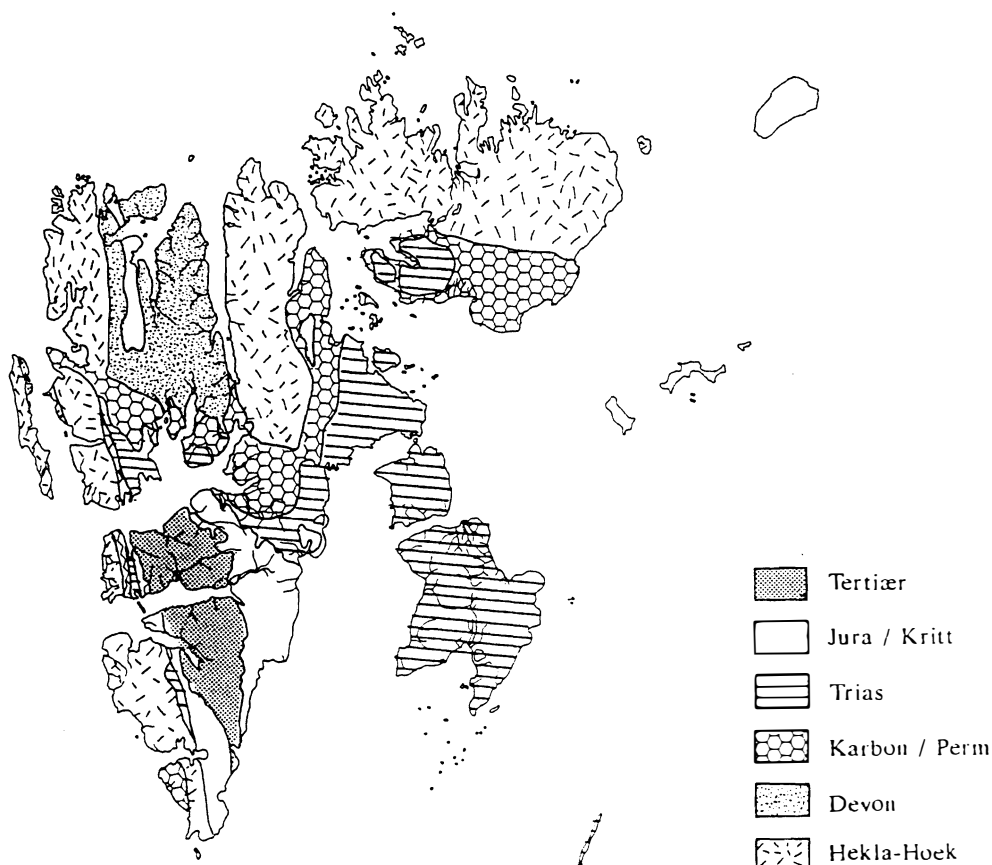 Tertiær
Jura / Kritt
Trias
Karbon / Perm
Devon
Hekla-Hoek